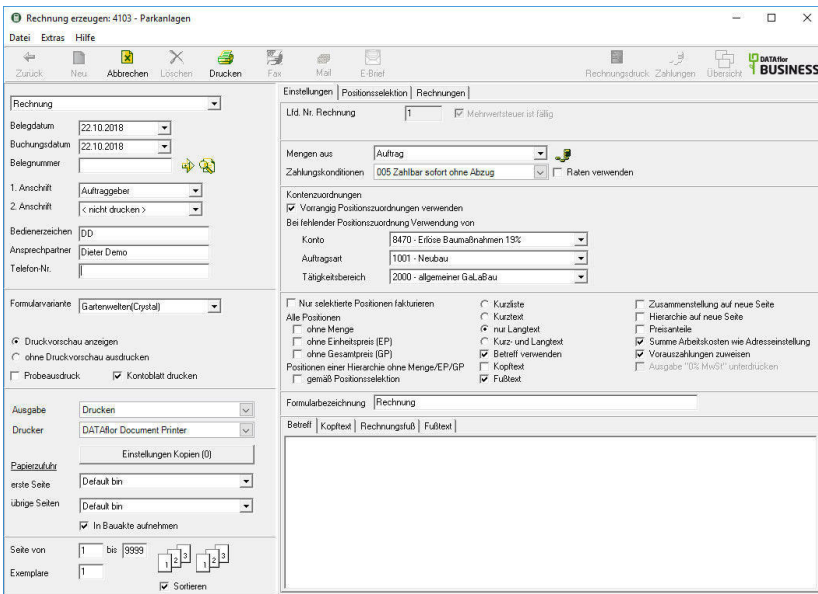 Rechnung erzeugen: 4103 - Parkanlagen
Datei Extras Hilfe
Zurück Neu Abbrechen Löschen Drucken Fax Mail E-Brief Rechnungsdruck Zahlungen Übersicht DATAflor BUSINESS
Rechnung
Belegdatum 22.10.2018
Buchungsdatum 22.10.2018
Belegnummer
1. Anschrift Auftraggeber
2. Anschrift < nicht drucken >
Bedienerzeichen DD
Ansprechpartner Dieter Demo
Telefon-Nr.
Formularvariante Gartenwelten(Crystal)
Druckvorschau anzeigen
ohne Druckvorschau ausdrucken
Probeausdruck Kontoblatt drucken
Ausgabe Drucken
Drucker DATAflor Document Printer
Einstellungen Kopien (0)
Papierzufuhr
erste Seite Default bin
übrige Seiten Default bin
In Bauakte aufnehmen
Seite von 1 bis 9999
Exemplare 1
1 2 3 1 2 3
Sortieren
Einstellungen Positionsselektion Rechnungen
Lfd. Nr. Rechnung 1 Mehrwertsteuer ist fällig
Mengen aus Auftrag
Zahlungskonditionen 005 Zahlbar sofort ohne Abzug Raten verwenden
Kontenzuordnungen
Vorrangig Positionszuordnungen verwenden
Bei fehlender Positionszuordnung Verwendung von
Konto 8470 - Erlöse Baumaßnahmen 19%
Auftragsart 1001 - Neubau
Tätigkeitsbereich 2000 - allgemeiner GaLaBau
Nur selektierte Positionen fakturieren Kurzliste Zusammenstellung auf neue Seite
Alle Positionen Kurztext Hierarchie auf neue Seite
ohne Menge nur Langtext Preisanteile
ohne Einheitspreis (EP) Kurz- und Langtext Summe Arbeitskosten wie Adresseinstellung
ohne Gesamtpreis (GP) Betreff verwenden Vorauszahlungen zuweisen
Positionen einer Hierarchie ohne Menge/EP/GP Kopftext Ausgabe "0% MwSt" unterdrücken
gemäß Positionsselektion Fußtext
Formularbezeichnung Rechnung
Betreff Kopftext Rechnungsfuß Fußtext